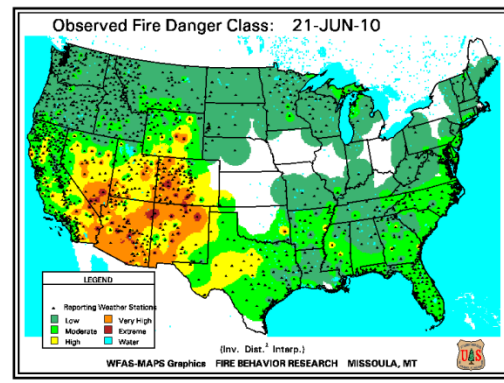 Observed Fire Danger Class: 21-JUN-10
LEGEND
Reporting Weather Stations
Low
Very High
Moderate
Extreme
High
Water
(Inv. Dist.² Interp.)
WFAS-MAPS Graphics FIRE BEHAVIOR RESEARCH MISSOULA, MT
UAS